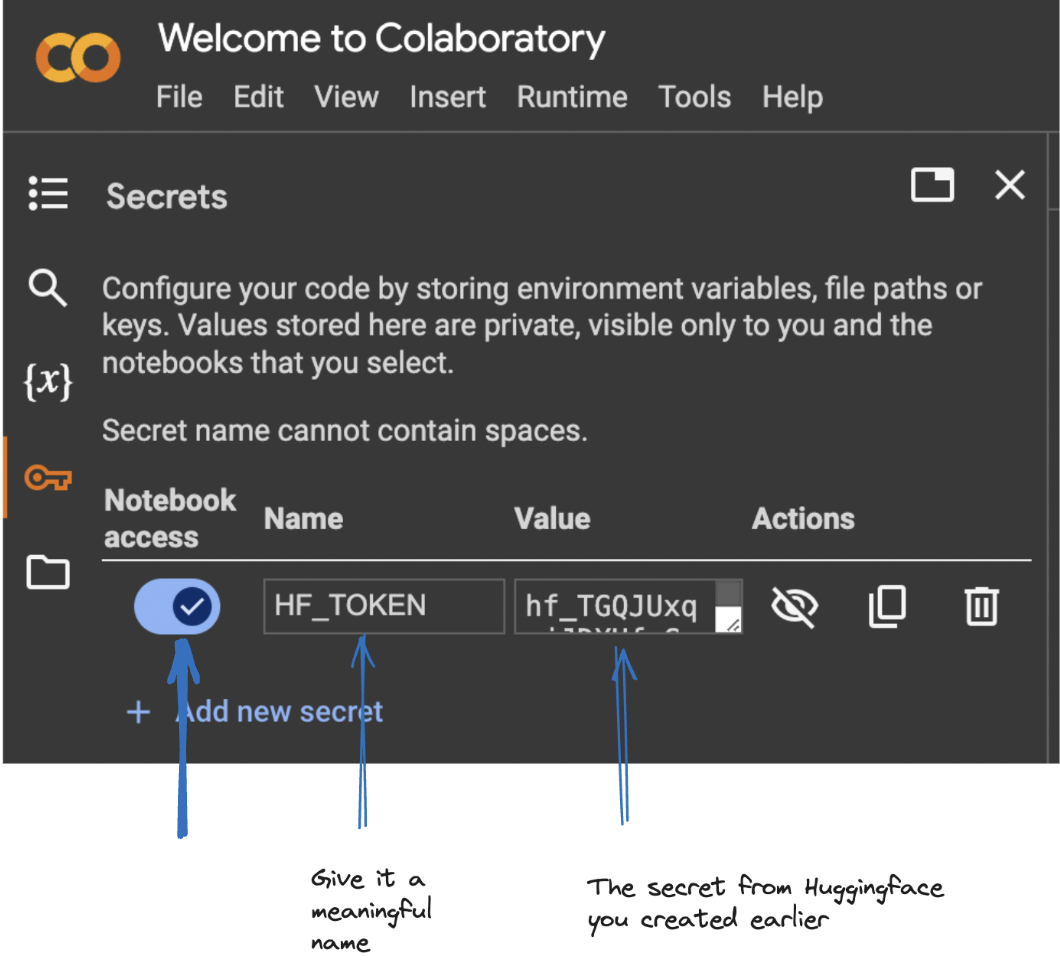 Welcome to Colaboratory
File Edit View Insert Runtime Tools Help
Secrets
Configure your code by storing environment variables, file paths or
keys. Values stored here are private, visible only to you and the
notebooks that you select.
Secret name cannot contain spaces.
Notebook
access
Name Value Actions
HF_TOKEN hf_TGQJUxq
+ Add new secret
Give it a
meaningful
name
The secret from Huggingface
you created earlier